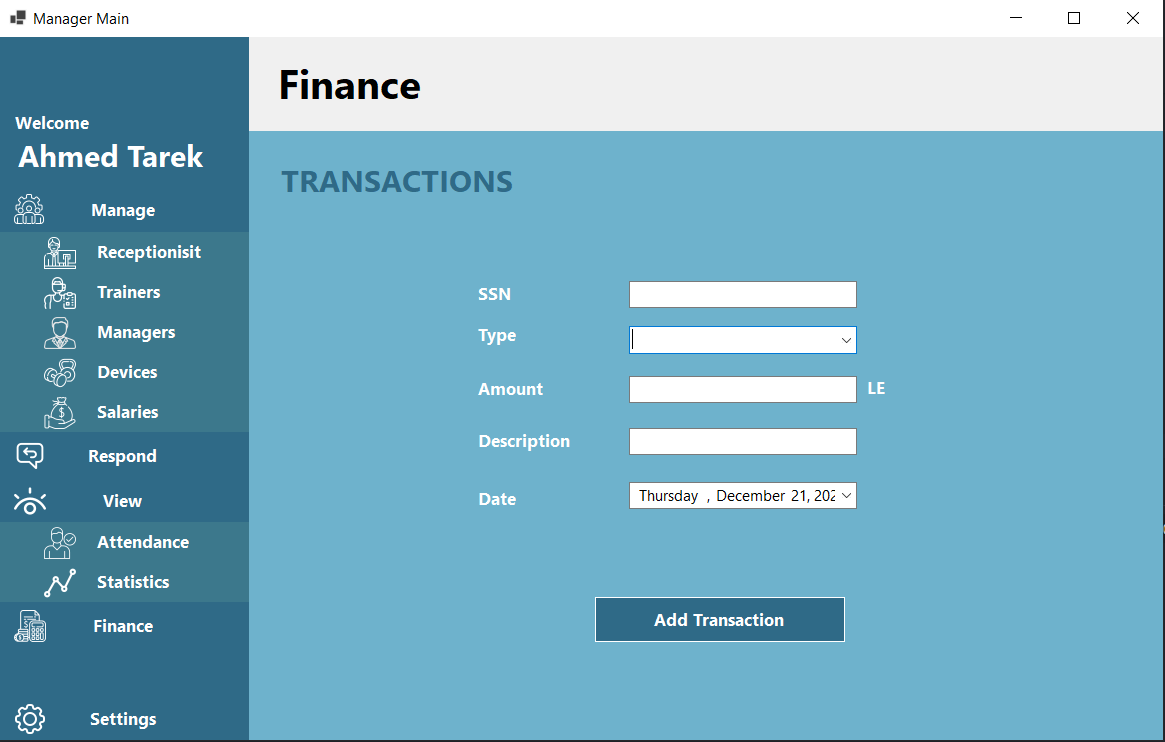 Manager Main
Welcome
Ahmed Tarek
Manage
Receptionisit
Trainers
Managers
Devices
Salaries
Respond
View
Attendance
Statistics
Finance
Settings
Finance
TRANSACTIONS
SSN
Type
Amount LE
Description
Date Thursday , December 21, 202
Add Transaction